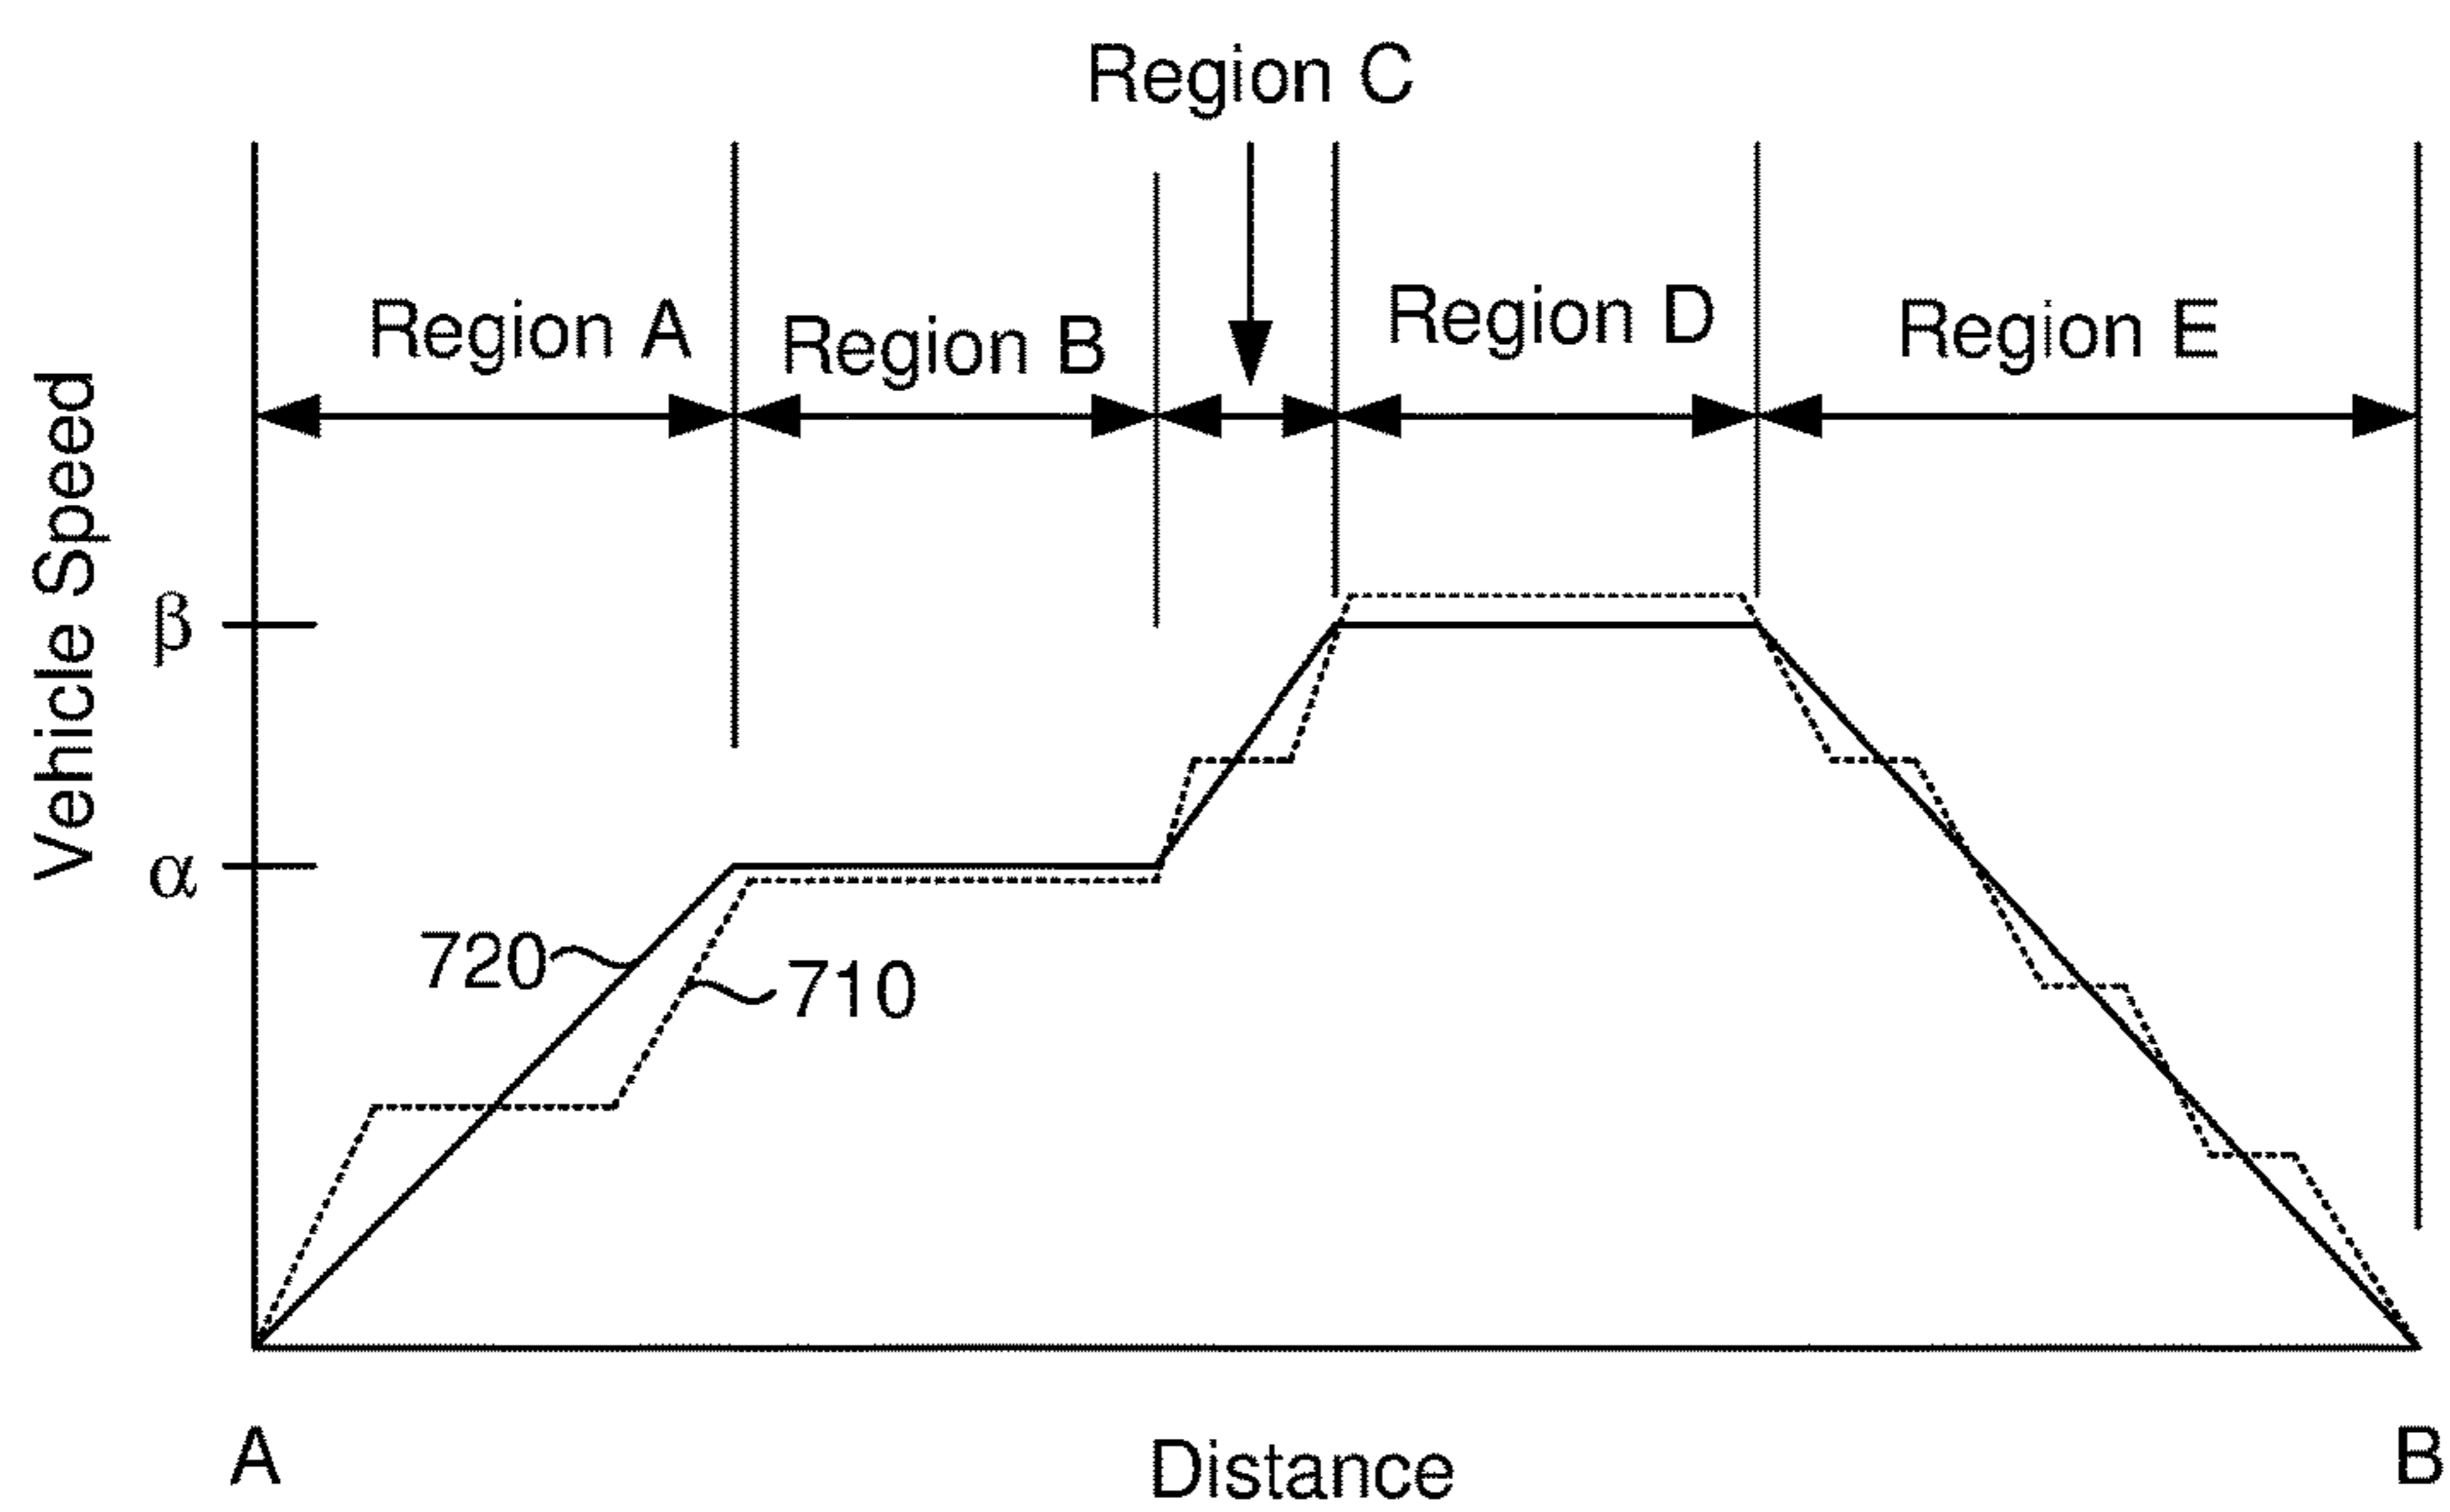 Region C
Region A
Region B
Region D
Region E
Vehicle Speed
β
α
720
710
A
Distance
B